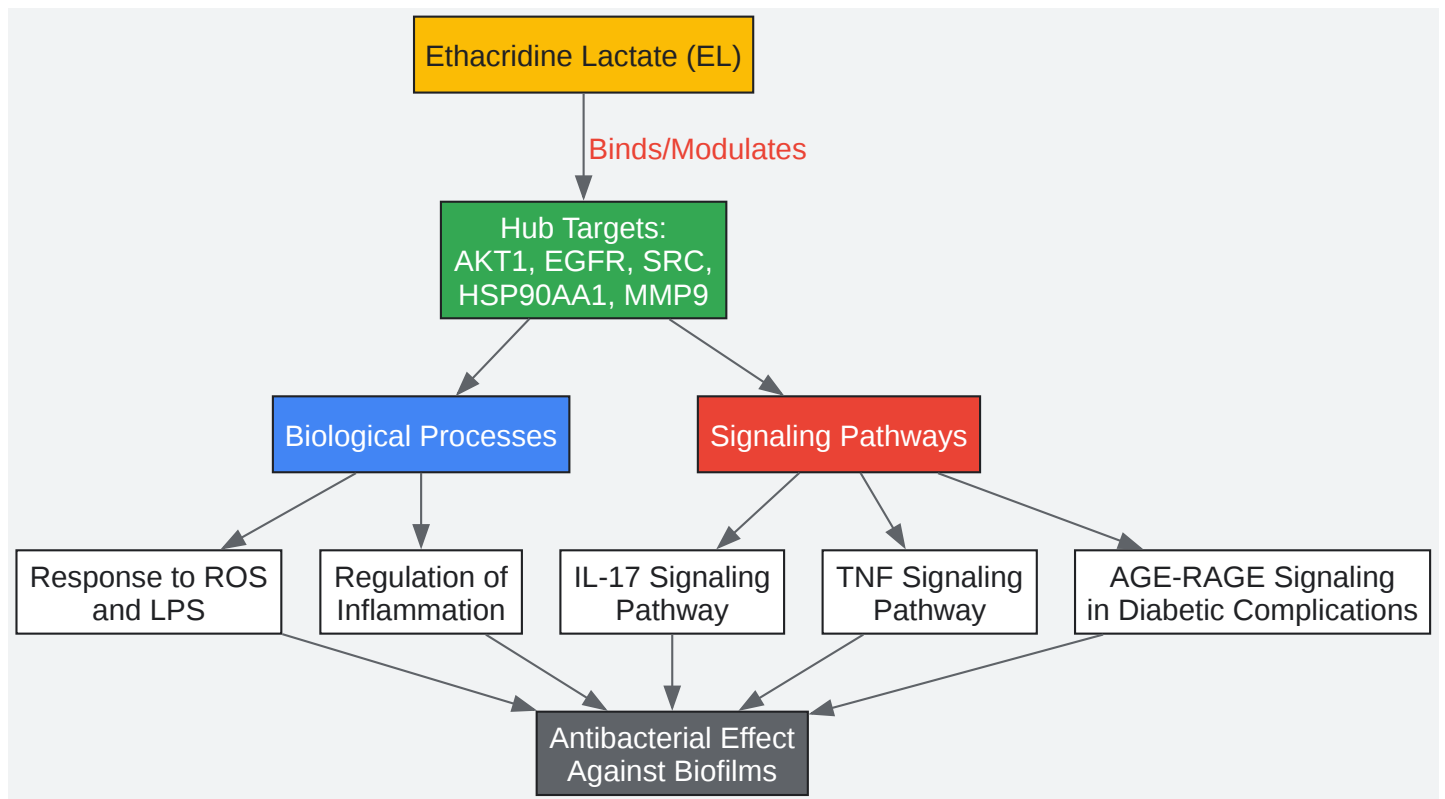 Ethacridine Lactate (EL)
Binds/Modulates
Hub Targets:
AKT1, EGFR, SRC,
HSP90AA1, MMP9
Biological Processes
Signaling Pathways
Response to ROS
and LPS
Regulation of
Inflammation
IL-17 Signaling
Pathway
TNF Signaling
Pathway
AGE-RAGE Signaling
in Diabetic Complications
Antibacterial Effect
Against Biofilms